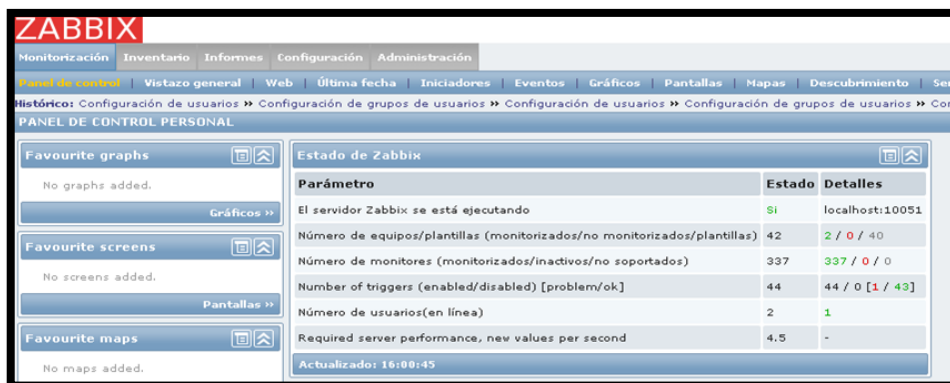 ZABBIX
Monitorización Inventario Informes Configuración Administración
Panel de control | Vistazo general | Web | Última fecha | Iniciadores | Eventos | Gráficos | Pantallas | Mapas | Descubrimiento | Se
Histórico: Configuración de usuarios » Configuración de grupos de usuarios » Configuración de usuarios » Configuración de grupos de usuarios » Co
PANEL DE CONTROL PERSONAL
Favourite graphs
No graphs added.
Gráficos »
Favourite screens
No screens added.
Pantallas »
Favourite maps
No maps added.
Estado de Zabbix
Parámetro Estado Detalles
El servidor Zabbix se está ejecutando Si localhost:10051
Número de equipos/plantillas (monitorizados/no monitorizados/plantillas) 42 2 / 0 / 40
Número de monitores (monitorizados/inactivos/no soportados) 337 337 / 0 / 0
Number of triggers (enabled/disabled) [problem/ok] 44 44 / 0 [1 / 43]
Número de usuarios(en línea) 2 1
Required server performance, new values per second 4.5 -
Actualizado: 16:00:45